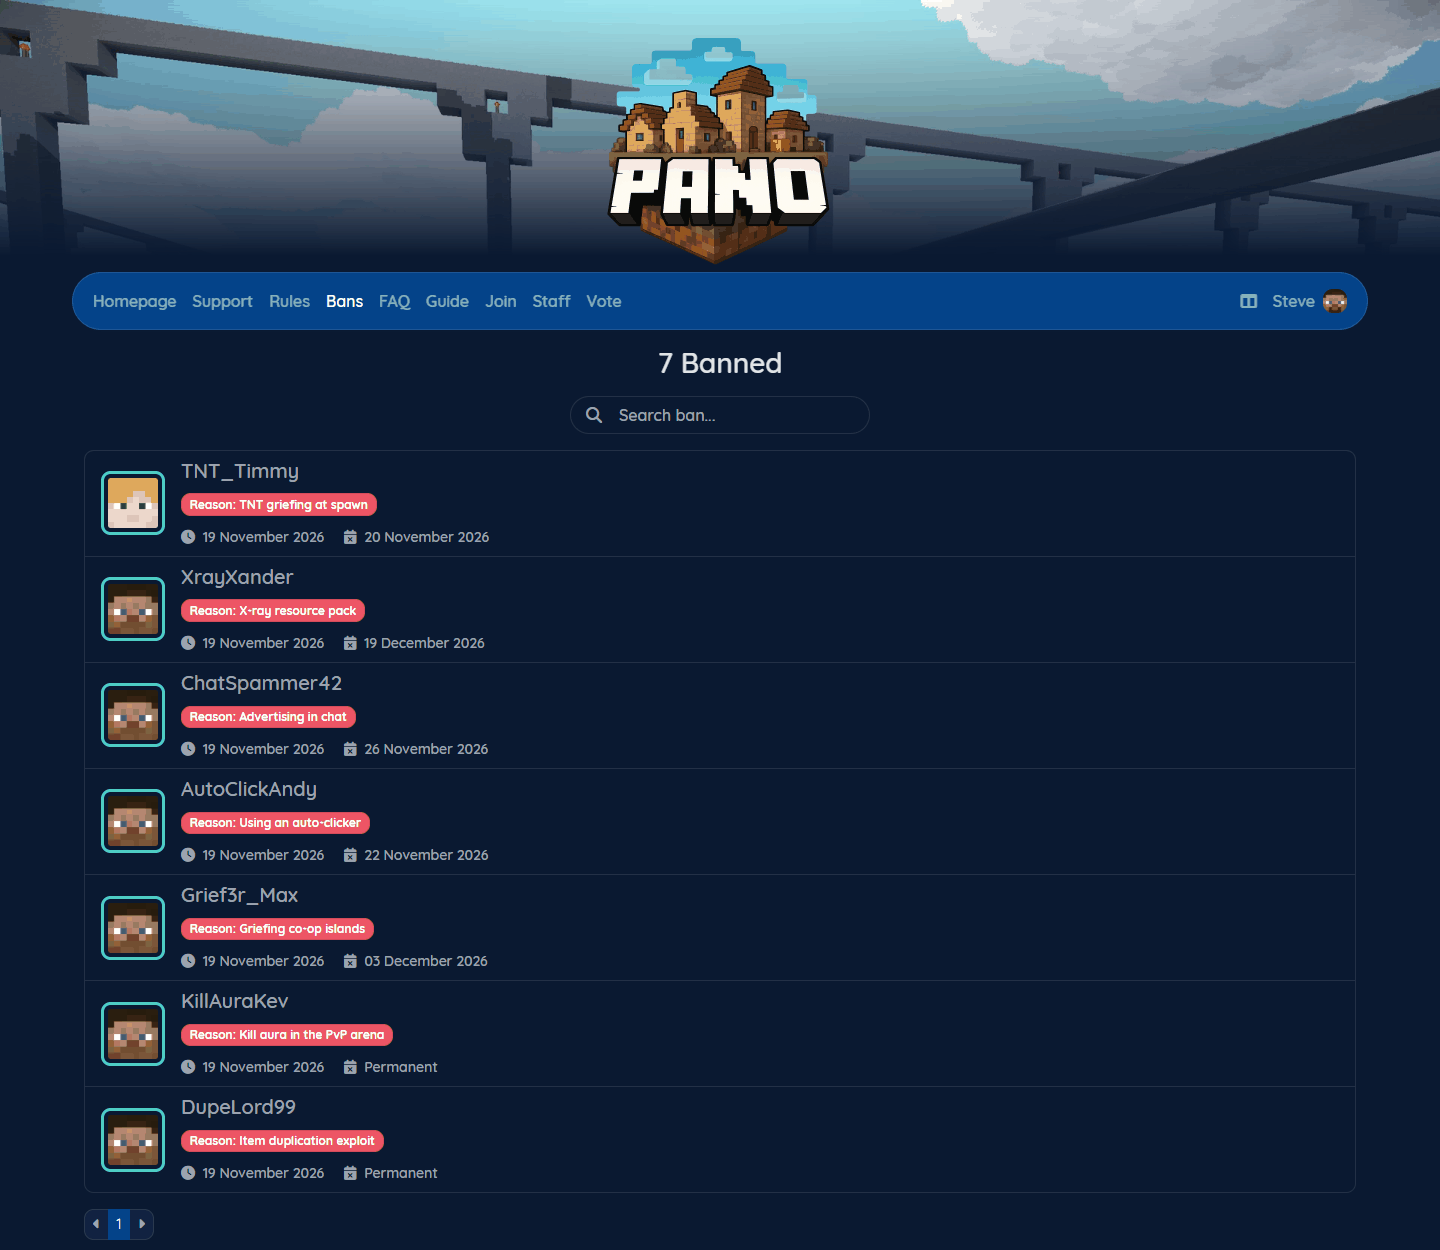 PANO
Homepage Support Rules Bans FAQ Guide Join Staff Vote Steve
7 Banned
Search ban...
TNT_Timmy
Reason: TNT griefing at spawn
19 November 2026 20 November 2026
XrayXander
Reason: X-ray resource pack
19 November 2026 19 December 2026
ChatSpammer42
Reason: Advertising in chat
19 November 2026 26 November 2026
AutoClickAndy
Reason: Using an auto-clicker
19 November 2026 22 November 2026
Grief3r_Max
Reason: Griefing co-op islands
19 November 2026 03 December 2026
KillAuraKev
Reason: Kill aura in the PvP arena
19 November 2026 Permanent
DupeLord99
Reason: Item duplication exploit
19 November 2026 Permanent
1